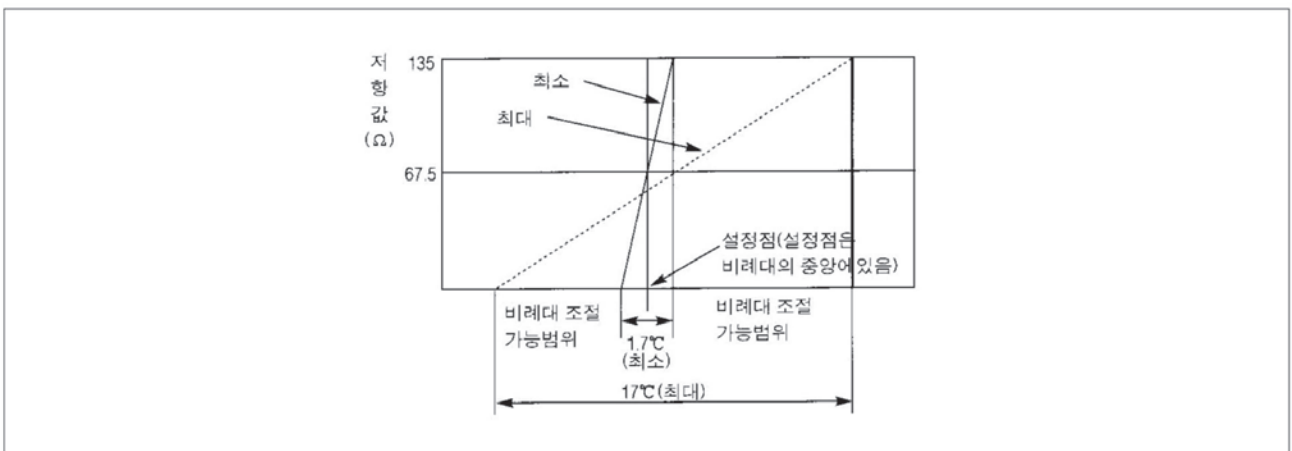 저
항
값
(Ω)
135
67.5
최소
최대
설정점(설정점은
비례대의 중앙에있음)
비례대 조절
가능범위
비례대 조절
가능범위
1.7℃
(최소)
17℃(최대)